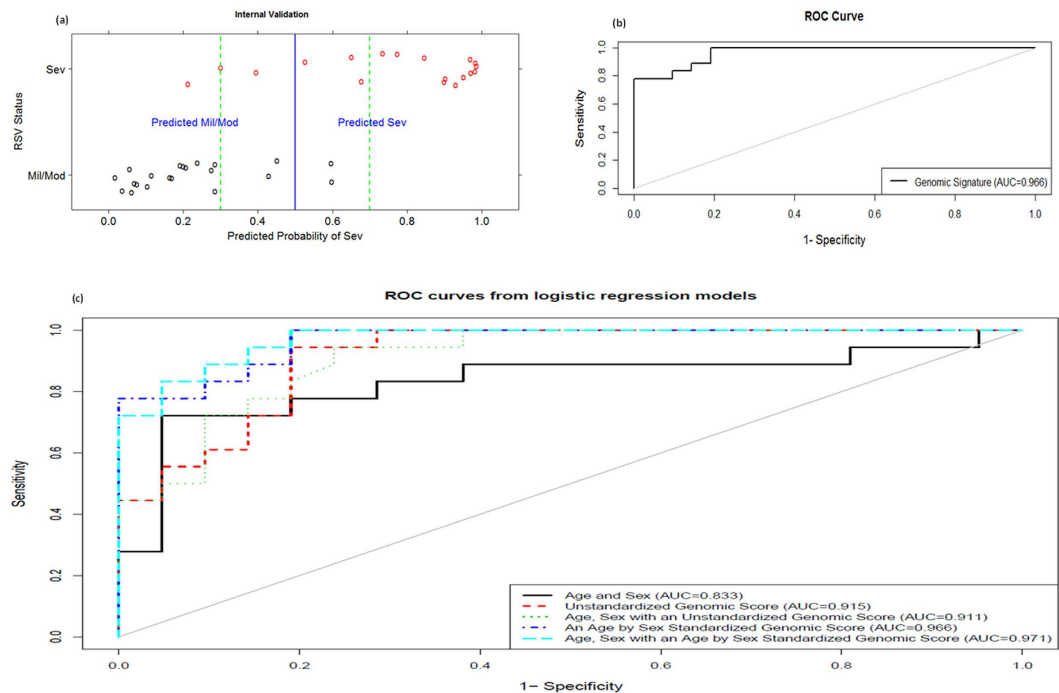 (a)
Internal Validation
Sev
Mil/Mod
RSV Status
Predicted Mil/Mod
Predicted Sev
0.0 0.2 0.4 0.6 0.8 1.0
Predicted Probability of Sev
(b)
ROC Curve
1.0
0.8
0.6
0.4
0.2
0.0
Sensitivity
Genomic Signature (AUC=0.966)
0.0 0.2 0.4 0.6 0.8 1.0
1- Specificity
(c)
ROC curves from logistic regression models
1.0
0.8
0.6
0.4
0.2
0.0
Sensitivity
Age and Sex (AUC=0.833)
Unstandardized Genomic Score (AUC=0.915)
Age, Sex with an Unstandardized Genomic Score (AUC=0.911)
An Age by Sex Standardized Genomic Score (AUC=0.966)
Age, Sex with an Age by Sex Standardized Genomic Score (AUC=0.971)
0.0 0.2 0.4 0.6 0.8 1.0
1- Specificity